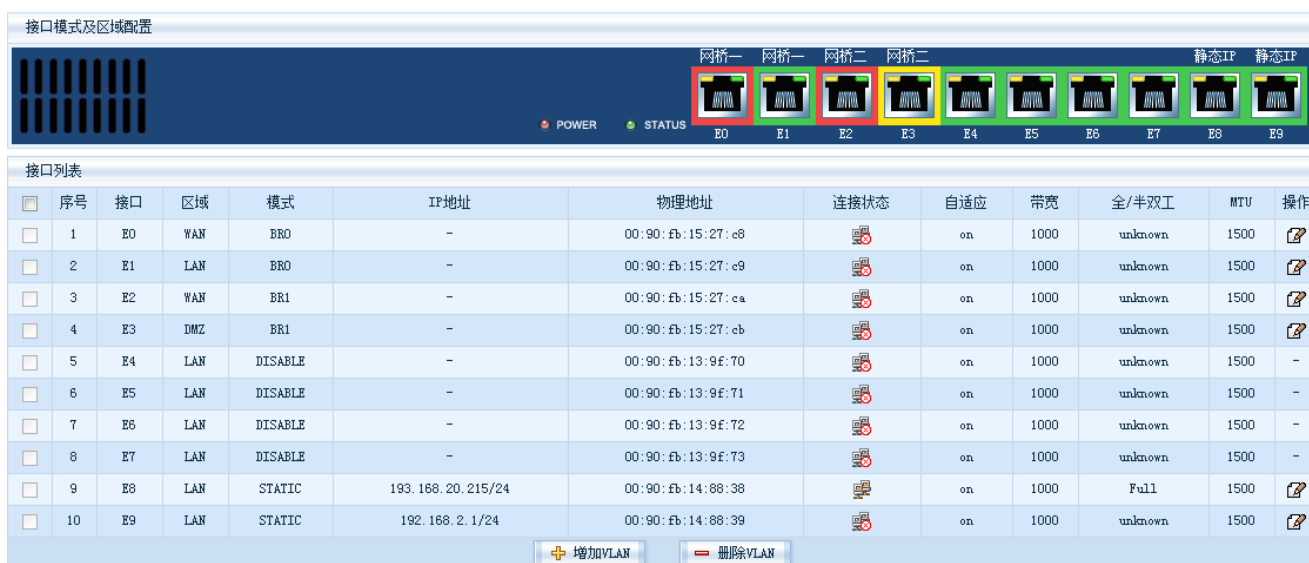 接口模式及区域配置
网桥一 网桥一 网桥二 网桥二 静态IP 静态IP
POWER STATUS
E0 E1 E2 E3 E4 E5 E6 E7 E8 E9
接口列表
序号 接口 区域 模式 IP地址 物理地址 连接状态 自适应 带宽 全/半双工 MTU 操作
1 E0 WAN BR0 - 00:90:fb:15:27:c8 on 1000 unknown 1500
2 E1 LAN BR0 - 00:90:fb:15:27:c9 on 1000 unknown 1500
3 E2 WAN BR1 - 00:90:fb:15:27:ca on 1000 unknown 1500
4 E3 DMZ BR1 - 00:90:fb:15:27:cb on 1000 unknown 1500
5 E4 LAN DISABLE - 00:90:fb:13:9f:70 on 1000 unknown 1500 -
6 E5 LAN DISABLE - 00:90:fb:13:9f:71 on 1000 unknown 1500 -
7 E6 LAN DISABLE - 00:90:fb:13:9f:72 on 1000 unknown 1500 -
8 E7 LAN DISABLE - 00:90:fb:13:9f:73 on 1000 unknown 1500 -
9 E8 LAN STATIC 193.168.20.215/24 00:90:fb:14:88:38 on 1000 Full 1500
10 E9 LAN STATIC 192.168.2.1/24 00:90:fb:14:88:39 on 1000 unknown 1500
增加VLAN 删除VLAN